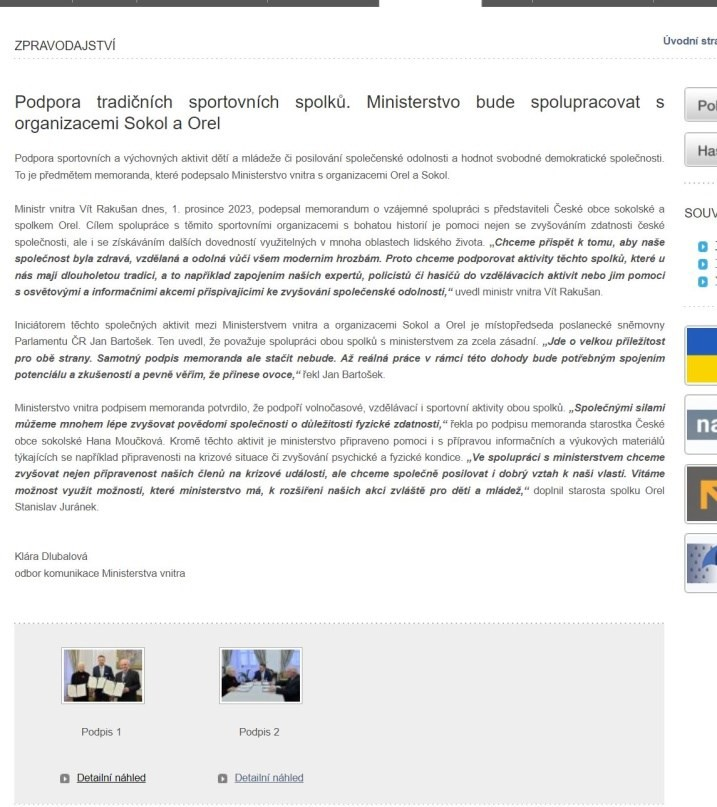 ZPRAVODAJSTVÍ
Úvodní
Podpora tradičních sportovních spolků. Ministerstvo bude spolupracovat s
organizacemi Sokol a Orel
Podpora sportovních a výchovných aktivit dětí a mládeže či posilování společenské odolnosti a hodnot svobodné demokratické společnosti.
To je předmětem memoranda, které podepsalo Ministerstvo vnitra s organizacemi Orel a Sokol.
Ministr vnitra Vít Rakušan dnes, 1. prosince 2023, podepsal memorandum o vzájemné spolupráci s představiteli České obce sokolské a
spolkem Orel. Cílem spolupráce s těmito sportovními organizacemi s bohatou historií je pomoci nejen se zvyšováním zdatnosti české
společnosti, ale i se získáváním dalších dovedností využitelných v mnoha oblastech lidského života. „Chceme přispět k tomu, aby naše
společnost byla zdravá, vzdělaná a odolná vůči všem moderním hrozbám. Proto chceme podporovat aktivity těchto spolků, které u
nás mají dlouholetou tradici, a to například zapojením našich expertů, policistů či hasičů do vzdělávacích aktivit nebo jim pomoci
s osvětovými a informačními akcemi přispívajícími ke zvyšování společenské odolnosti,“ uvedl ministr vnitra Vít Rakušan.
Iniciátorem těchto společných aktivit mezi Ministerstvem vnitra a organizacemi Sokol a Orel je místopředseda poslanecké sněmovny
Parlamentu ČR Jan Bartošek. Ten uvedl, že považuje spolupráci obou spolků s ministerstvem za zcela zásadní. „Jde o velkou příležitost
pro obě strany. Samotný podpis memoranda ale stačit nebude. Až reálná práce v rámci této dohody bude potřebným spojením
potenciálu a zkušeností a pevně věřím, že přinese ovoce,“ řekl Jan Bartošek.
Ministerstvo vnitra podpisem memoranda potvrdilo, že podpoří volnočasové, vzdělávací i sportovní aktivity obou spolků. „Společnými silami
můžeme mnohem lépe zvyšovat povědomí společnosti o důležitosti fyzické zdatnosti,“ řekla po podpisu memoranda starostka České
obce sokolské Hana Moučková. Kromě těchto aktivit je ministerstvo připraveno pomoci i s přípravou informačních a výukových materiálů
týkajících se například připravenosti na krizové situace či zvyšování psychické a fyzické kondice. „Ve spolupráci s ministerstvem chceme
zvyšovat nejen připravenost našich členů na krizové události, ale chceme společně posilovat i dobrý vztah k naší vlasti. Vítáme
možnost využít možnosti, které ministerstvo má, k rozšíření našich akcí zvláště pro děti a mládež,“ doplnil starosta spolku Orel
Stanislav Juránek.
Klára Dlubalová
odbor komunikace Ministerstva vnitra
Podpis 1
Podpis 2
Detailní náhled
Detailní náhled